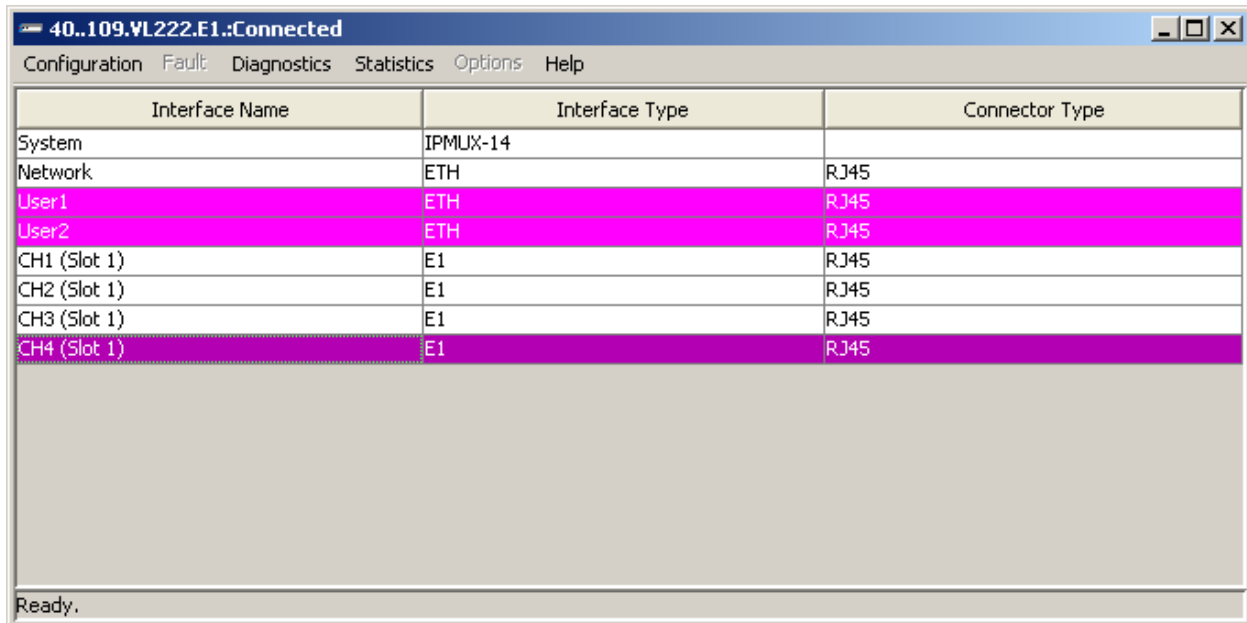 40..109.VL222.E1.:Connected
Configuration Fault Diagnostics Statistics Options Help
Interface Name Interface Type Connector Type
System IPMUX-14
Network ETH RJ45
User1 ETH RJ45
User2 ETH RJ45
CH1 (Slot 1) E1 RJ45
CH2 (Slot 1) E1 RJ45
CH3 (Slot 1) E1 RJ45
CH4 (Slot 1) E1 RJ45
Ready.